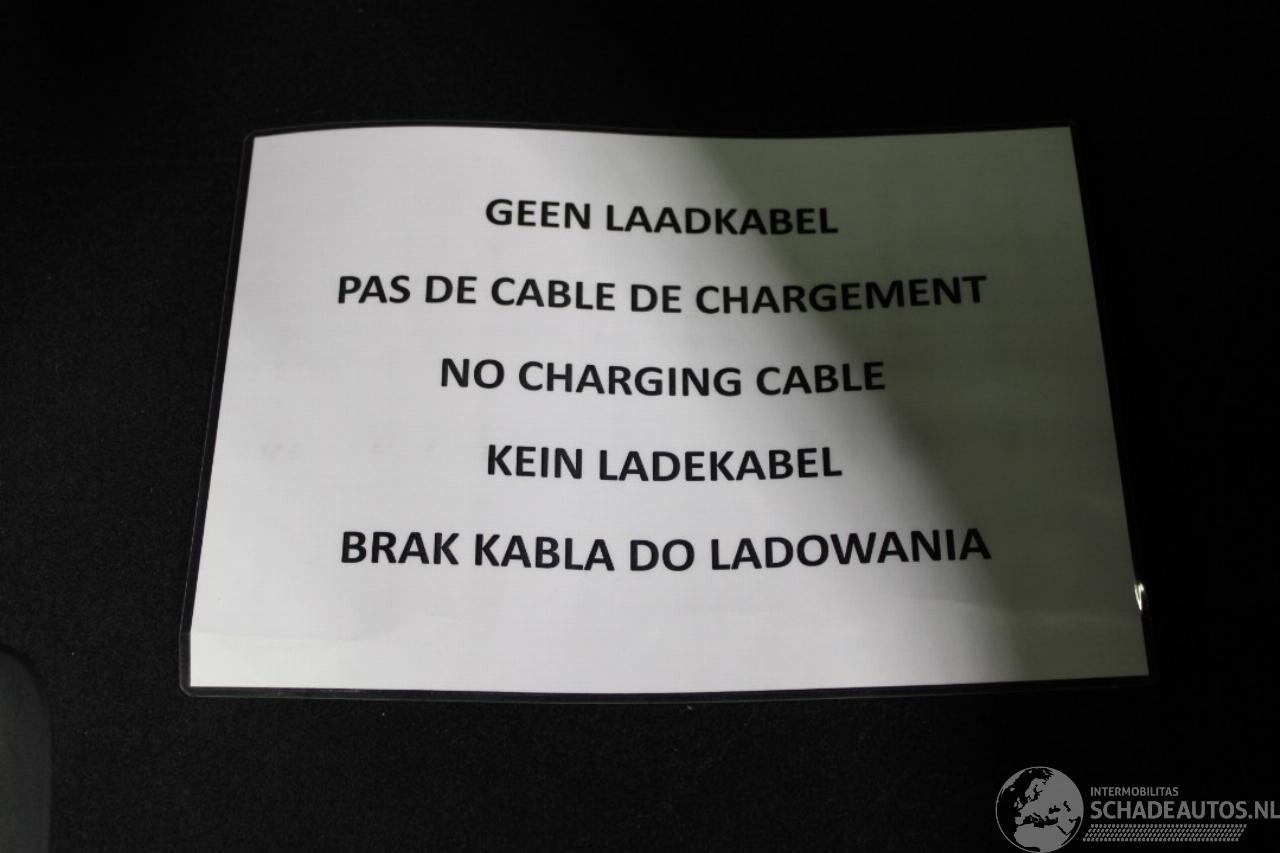 GEEN LAADKABEL
PAS DE CABLE DE CHARGEMENT
NO CHARGING CABLE
KEIN LADEKABEL
BRAK KABLA DO LADOWANIA
INTERMOBILITAS
SCHADEAUTOS.NL